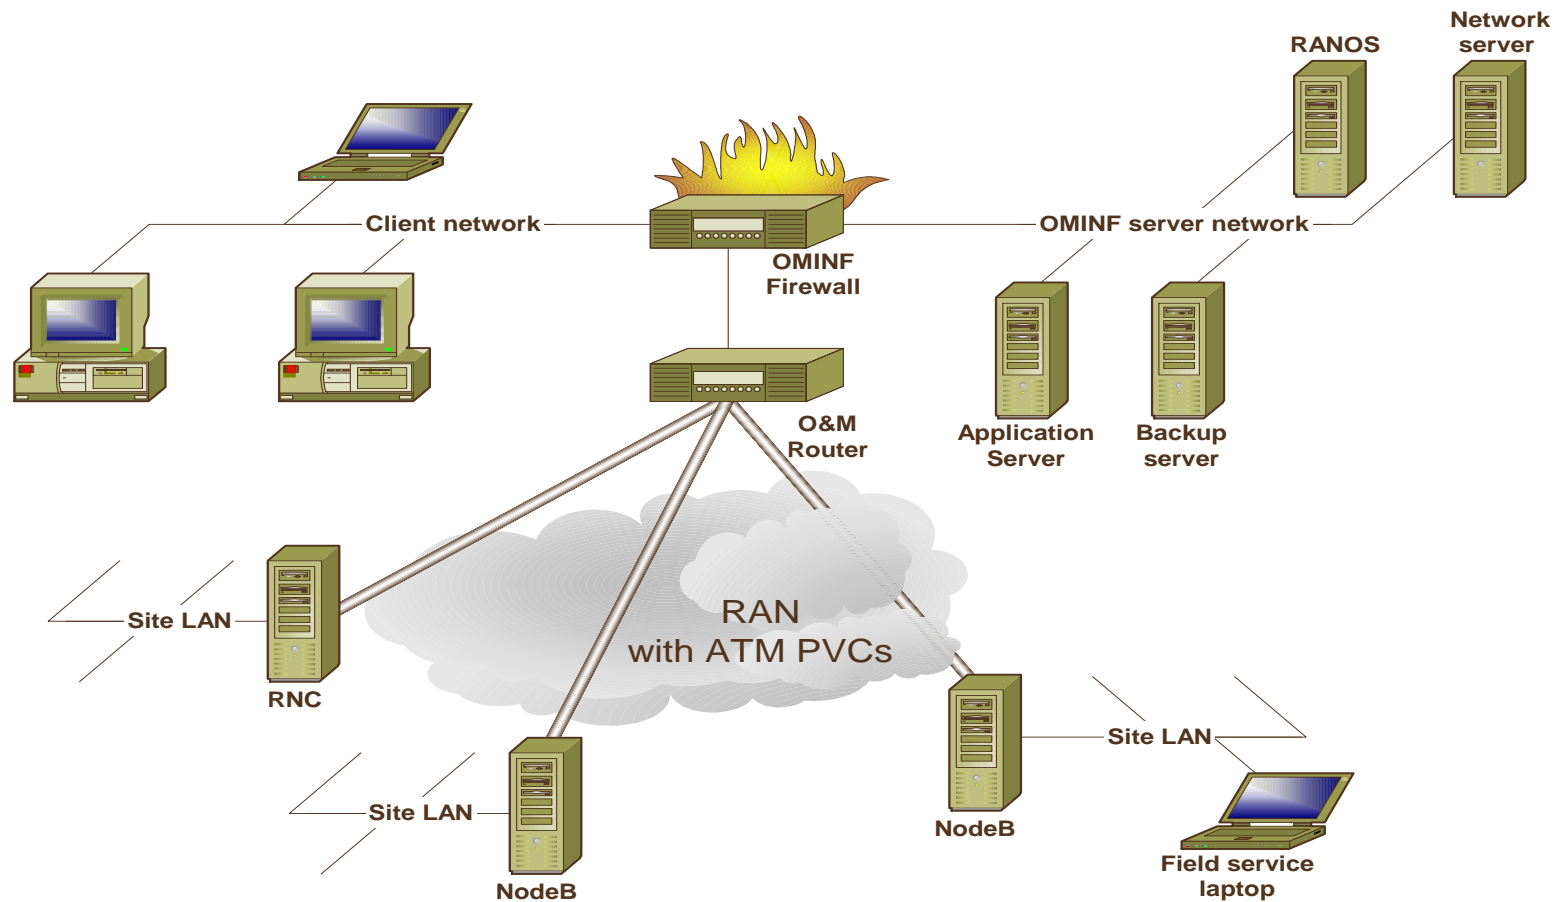 Network
server
RANOS
Client network
OMINF server network
OMINF
Firewall
O&M
Router
Application
Server
Backup
server
RAN
with ATM PVCs
Site LAN
RNC
Site LAN
NodeB
Site LAN
NodeB
Field service
laptop